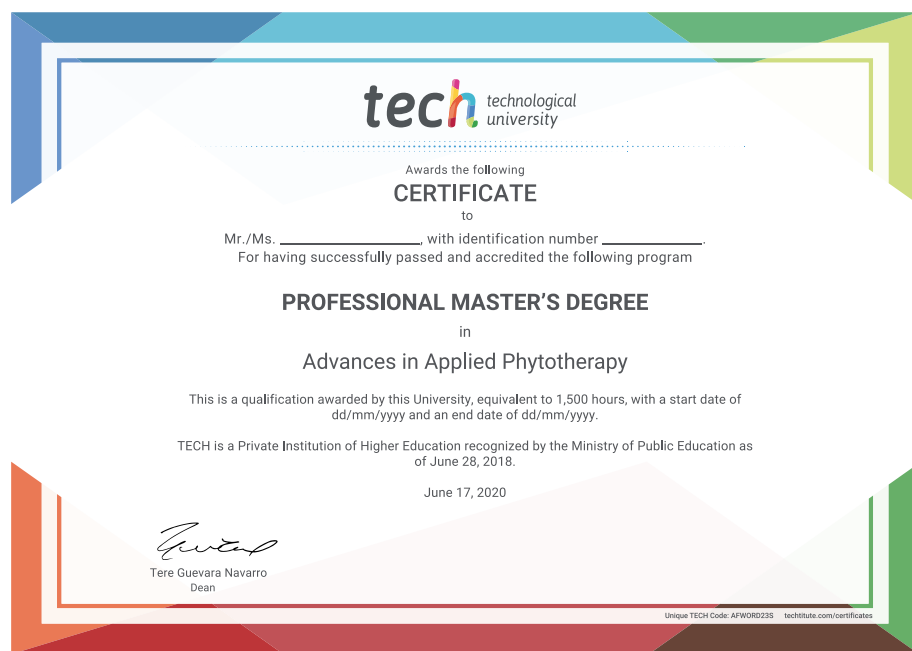 tech technological
university
Awards the following
CERTIFICATE
to
Mr./Ms. ____________________, with identification number ______________.
For having successfully passed and accredited the following program
PROFESSIONAL MASTER'S DEGREE
in
Advances in Applied Phytotherapy
This is a qualification awarded by this University, equivalent to 1,500 hours, with a start date of
dd/mm/yyyy and an end date of dd/mm/yyyy.
TECH is a Private Institution of Higher Education recognized by the Ministry of Public Education as
of June 28, 2018.
June 17, 2020
Tere Guevara Navarro
Dean
Unique TECH Code: AFWORD23S techtitute.com/certificates